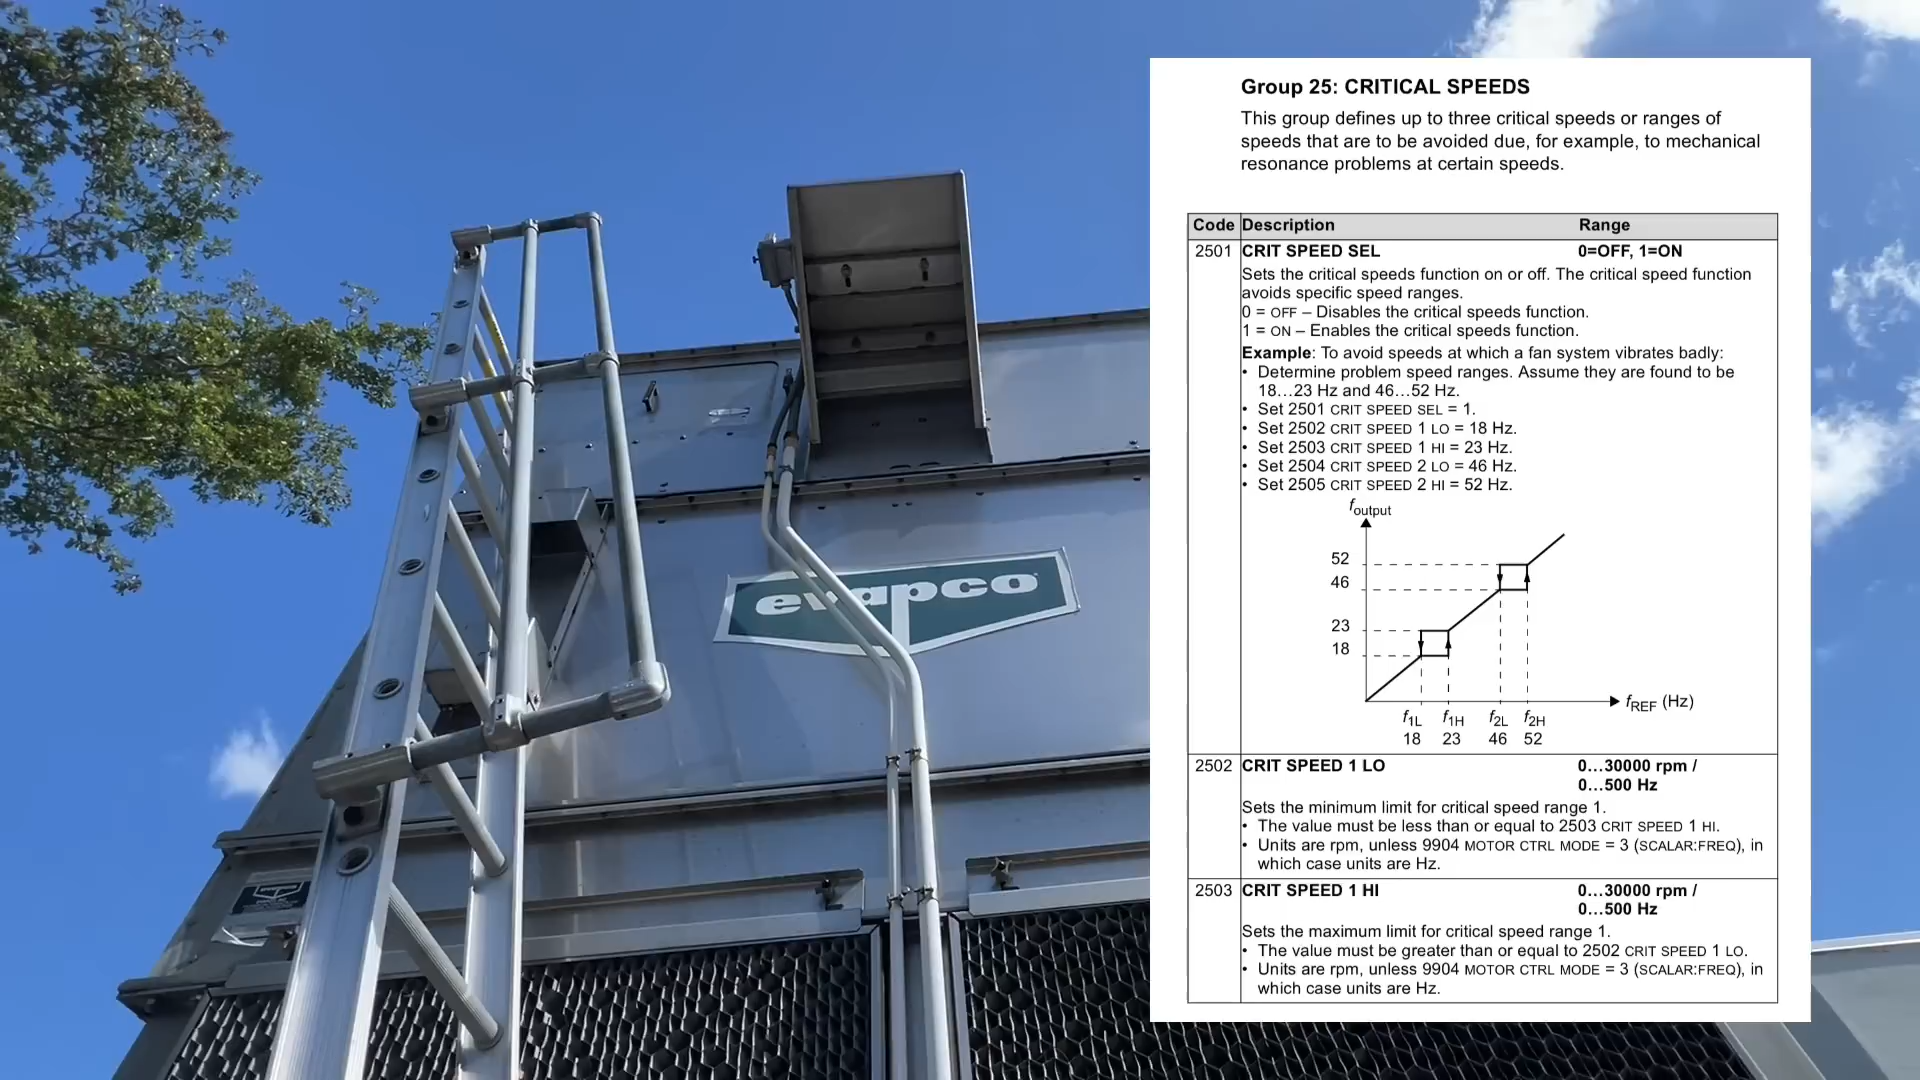 evapco
Group 25: CRITICAL SPEEDS
This group defines up to three critical speeds or ranges of
speeds that are to be avoided due, for example, to mechanical
resonance problems at certain speeds.
Code Description Range
2501 CRIT SPEED SEL 0=OFF, 1=ON
Sets the critical speeds function on or off. The critical speed function
avoids specific speed ranges.
0 = OFF – Disables the critical speeds function.
1 = ON – Enables the critical speeds function.
Example: To avoid speeds at which a fan system vibrates badly:
• Determine problem speed ranges. Assume they are found to be
18…23 Hz and 46…52 Hz.
• Set 2501 CRIT SPEED SEL = 1.
• Set 2502 CRIT SPEED 1 LO = 18 Hz.
• Set 2503 CRIT SPEED 1 HI = 23 Hz.
• Set 2504 CRIT SPEED 2 LO = 46 Hz.
• Set 2505 CRIT SPEED 2 HI = 52 Hz.
foutput
52
46
23
18
fREF (Hz)
f1L f1H f2L f2H
18 23 46 52
2502 CRIT SPEED 1 LO 0…30000 rpm /
0…500 Hz
Sets the minimum limit for critical speed range 1.
• The value must be less than or equal to 2503 CRIT SPEED 1 HI.
• Units are rpm, unless 9904 MOTOR CTRL MODE = 3 (SCALAR:FREQ), in
which case units are Hz.
2503 CRIT SPEED 1 HI 0…30000 rpm /
0…500 Hz
Sets the maximum limit for critical speed range 1.
• The value must be greater than or equal to 2502 CRIT SPEED 1 LO.
• Units are rpm, unless 9904 MOTOR CTRL MODE = 3 (SCALAR:FREQ), in
which case units are Hz.